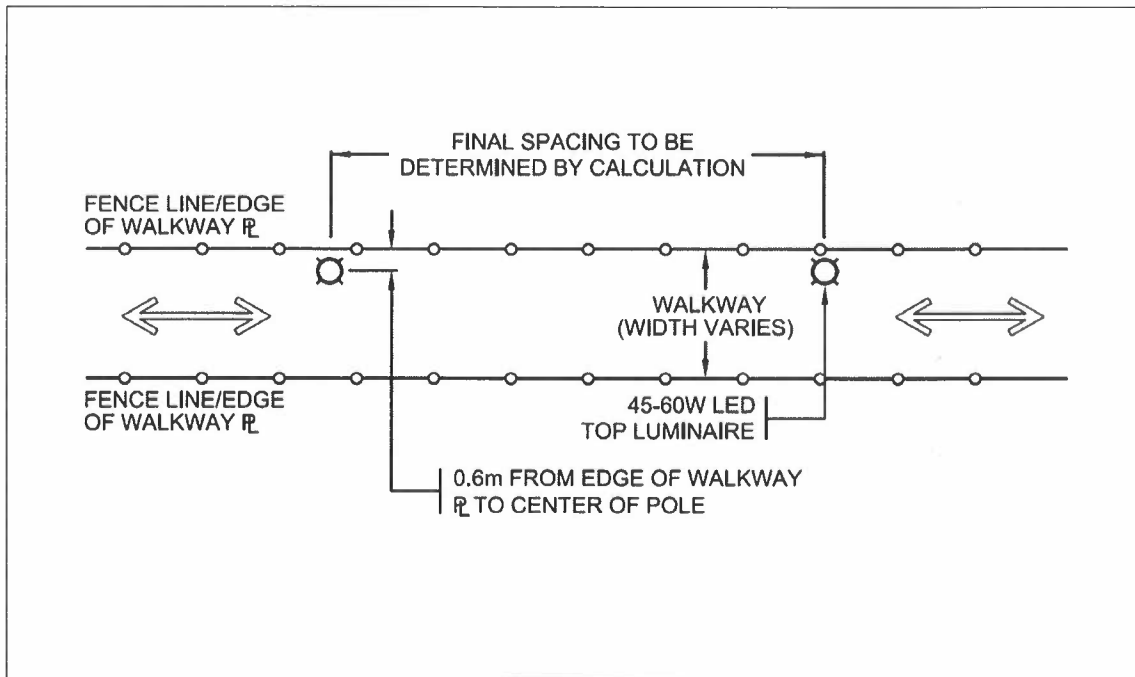 FINAL SPACING TO BE
DETERMINED BY CALCULATION
FENCE LINE/EDGE
OF WALKWAY ⅊
WALKWAY
(WIDTH VARIES)
FENCE LINE/EDGE
OF WALKWAY ⅊
45-60W LED
TOP LUMINAIRE
0.6m FROM EDGE OF WALKWAY
⅊ TO CENTER OF POLE